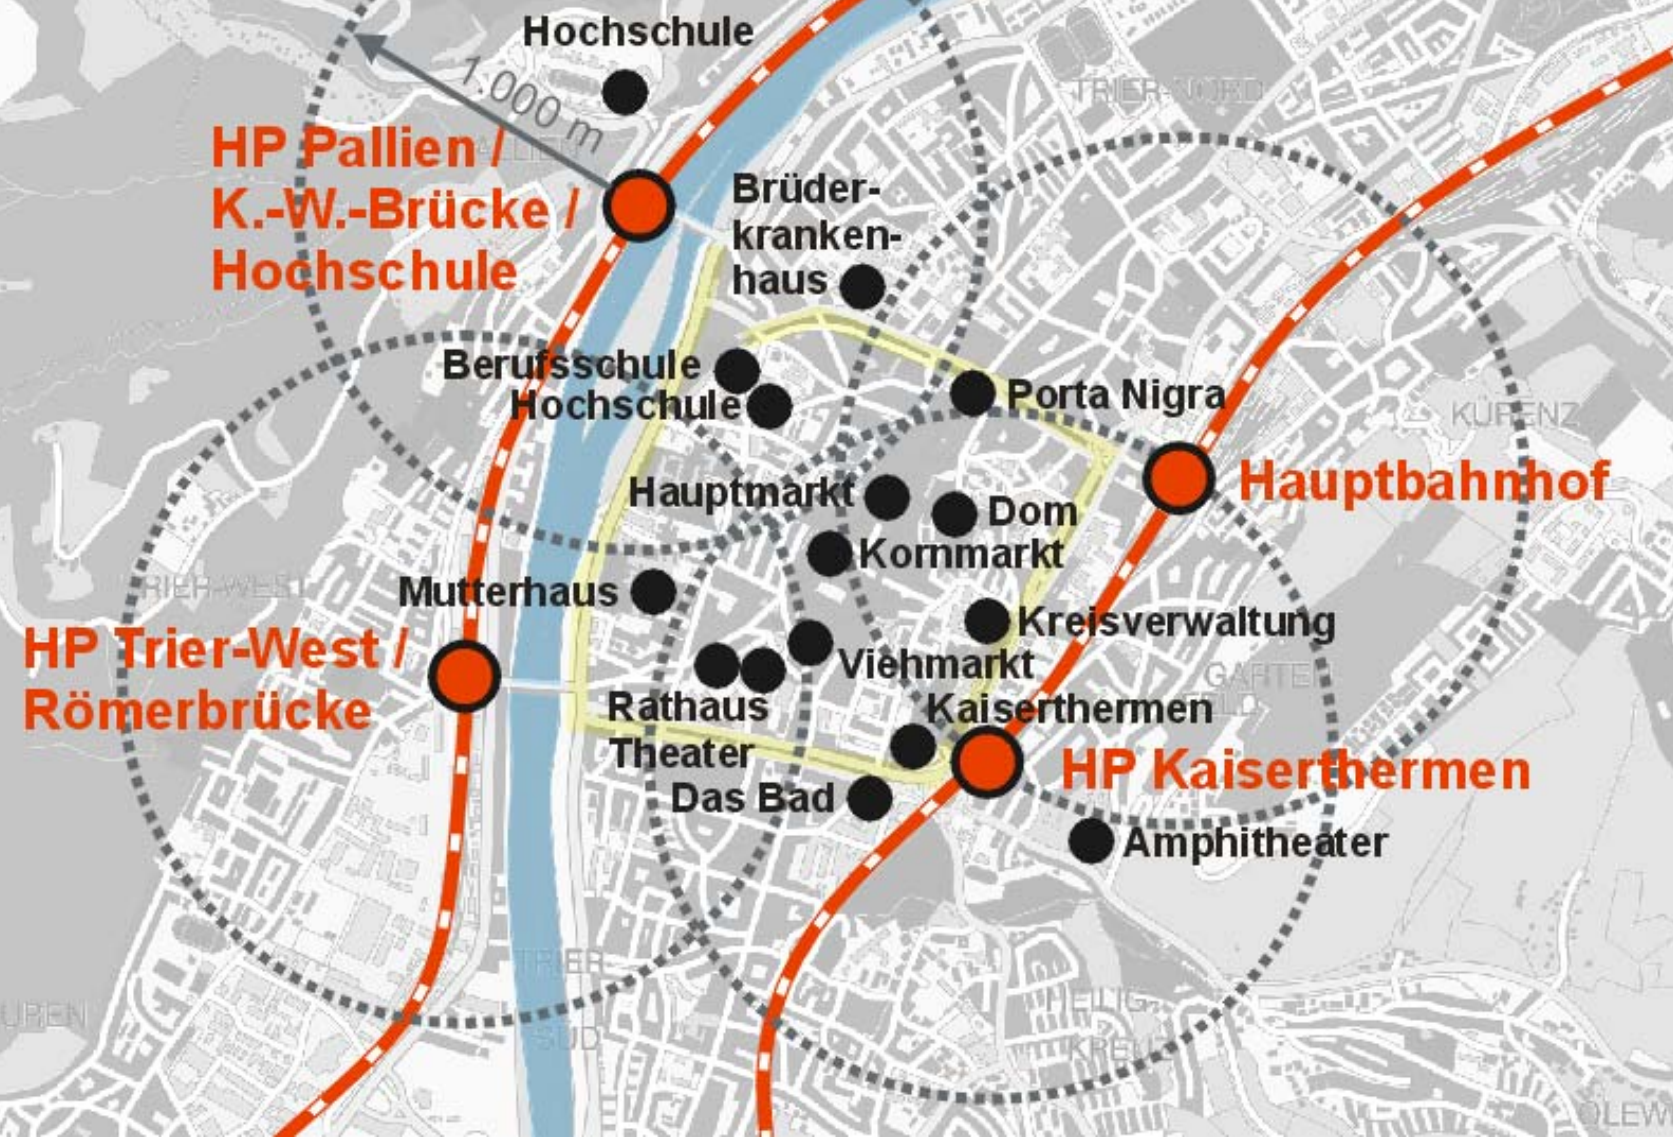 Hochschule
1.000 m
TRIER-NORD
HP Pallien /
K.-W.-Brücke /
Hochschule
Brüder-
kranken-
haus
Berufsschule
Hochschule
Porta Nigra
KÜRENZ
Hauptmarkt
Dom
Hauptbahnhof
Kornmarkt
TRIER-WEST
Mutterhaus
Kreisverwaltung
HP Trier-West /
Römerbrücke
Viehmarkt
GARTEN
FELD
Rathaus
Theater
Kaiserthermen
Das Bad
HP Kaiserthermen
Amphitheater
TRIER
SÜD
HEILIG-
KREUZ